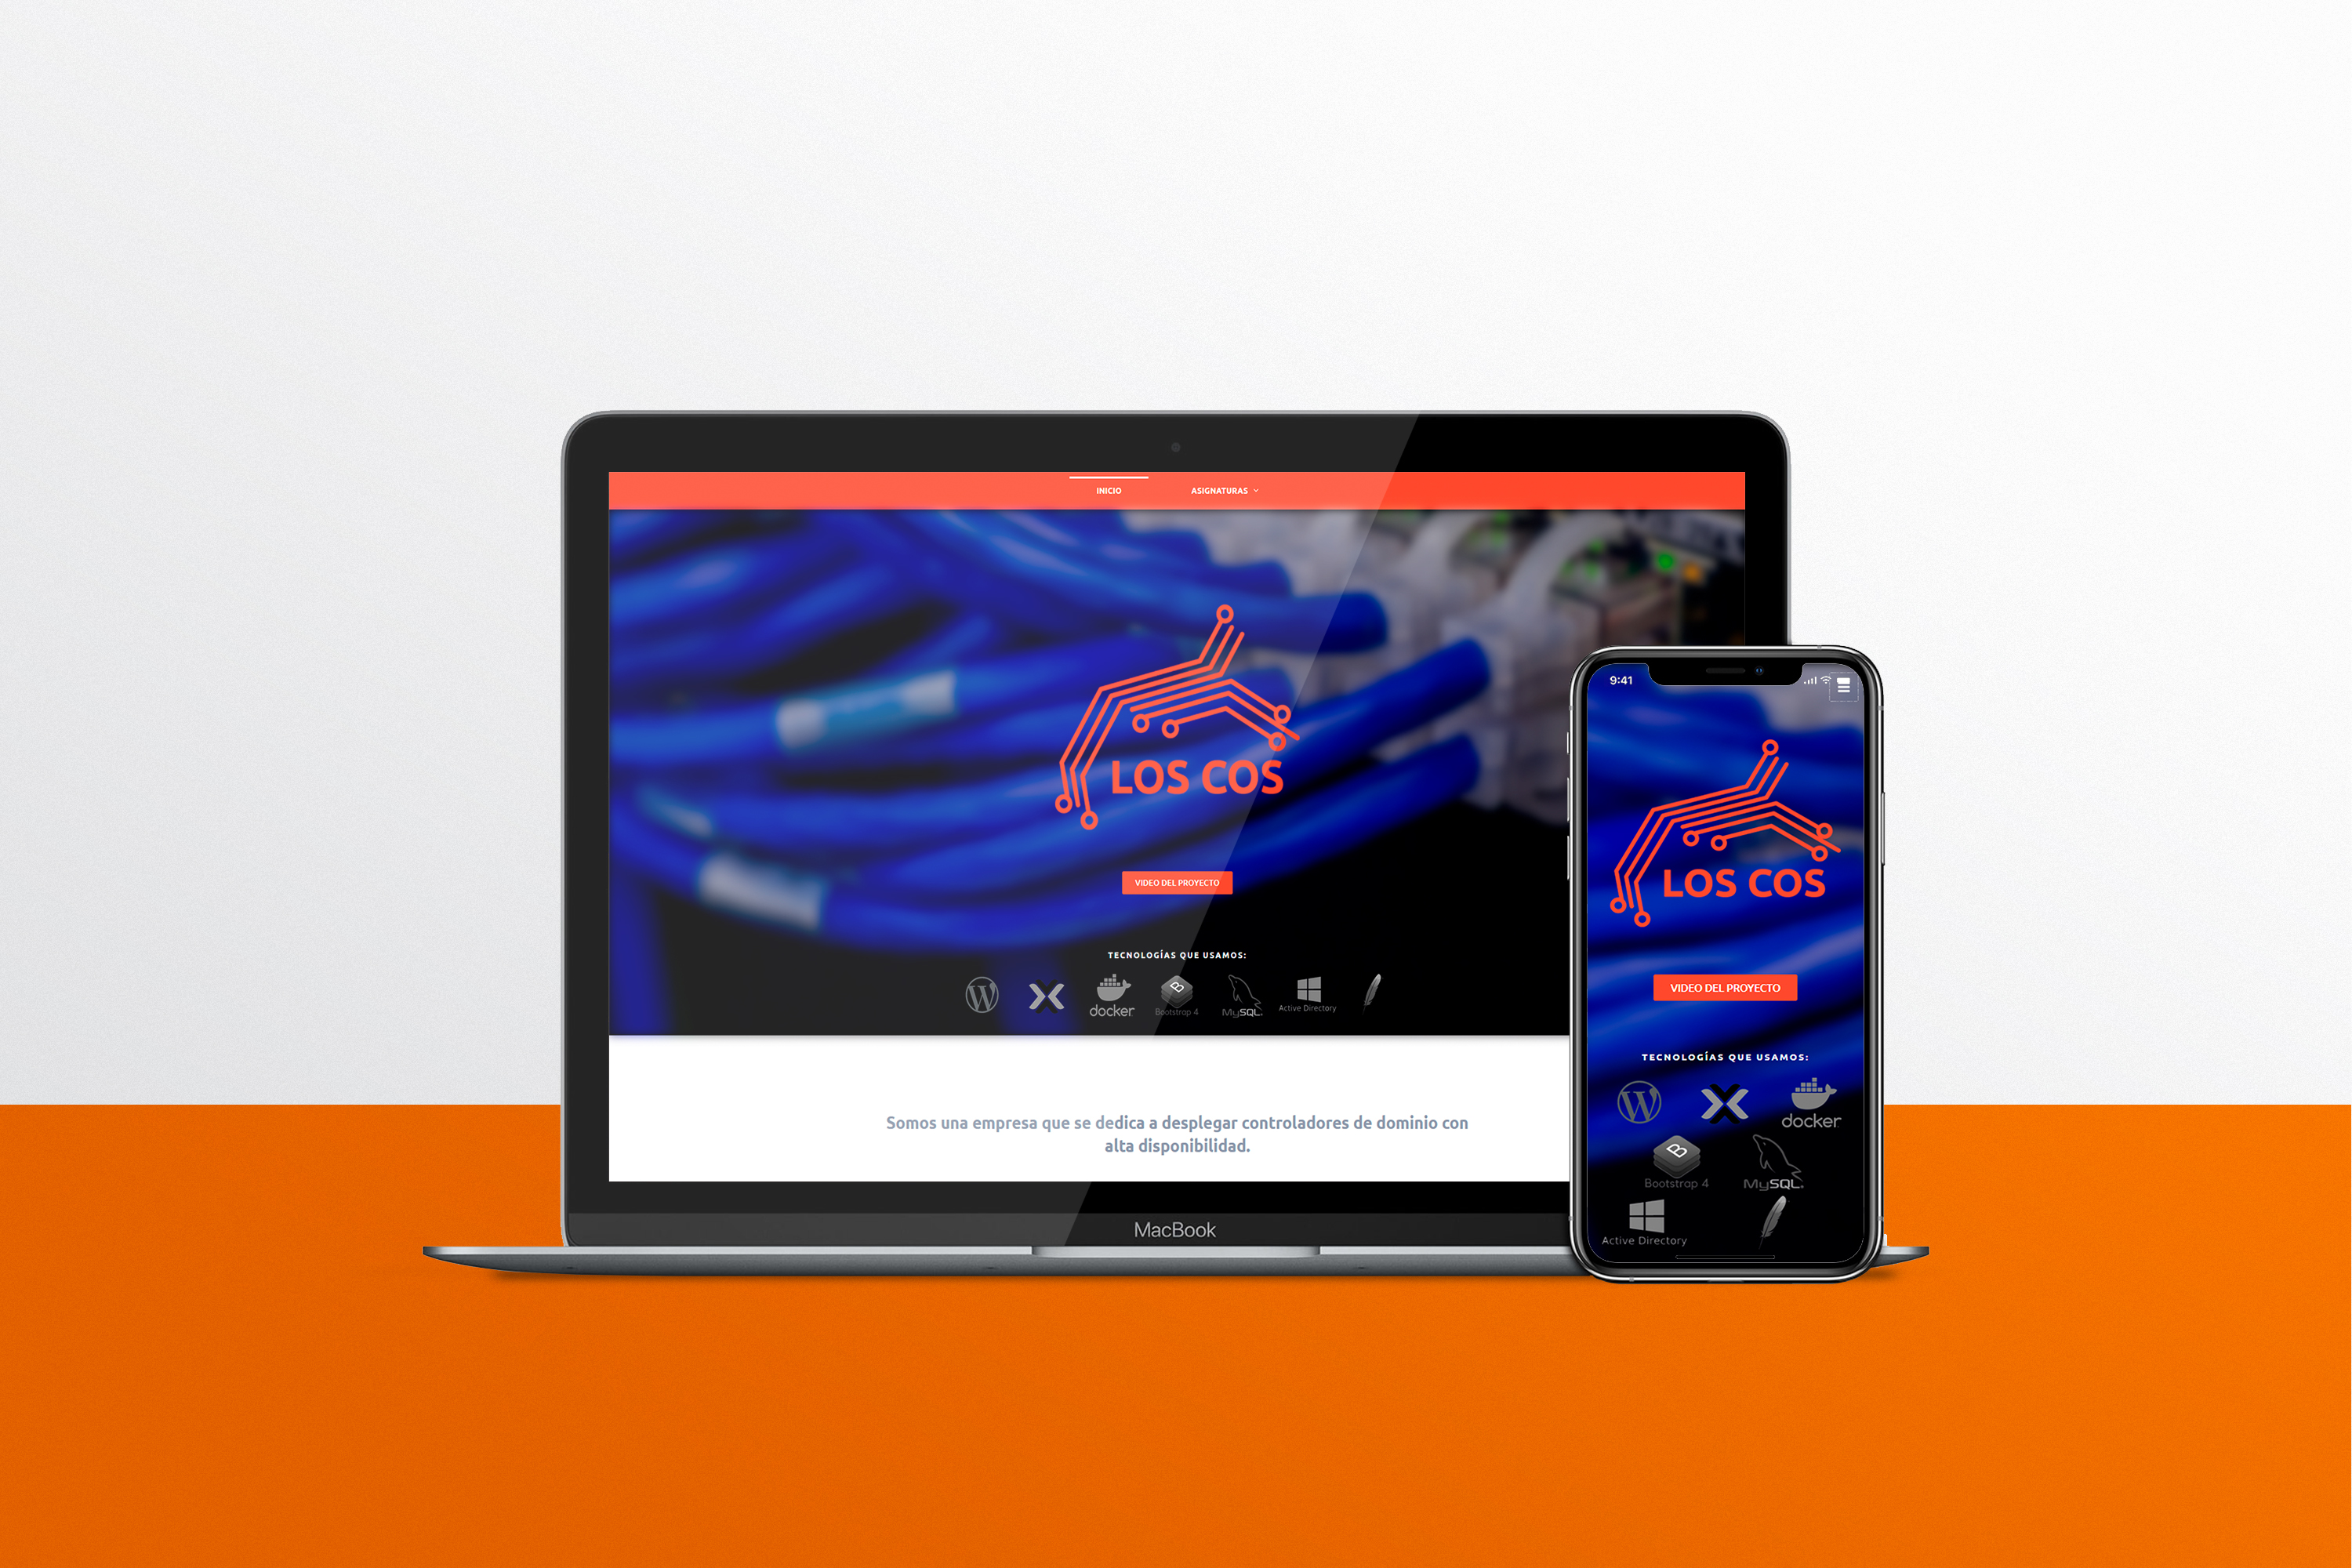 INICIO ASIGNATURAS
LOS COS
VIDEO DEL PROYECTO
TECNOLOGÍAS QUE USAMOS:
W
docker
B
Bootstrap 4
MySQL
Active Directory
Somos una empresa que se dedica a desplegar controladores de dominio con
alta disponibilidad.
MacBook
9:41
LOS COS
VIDEO DEL PROYECTO
TECNOLOGÍAS QUE USAMOS:
W
docker
B
Bootstrap 4
MySQL
Active Directory